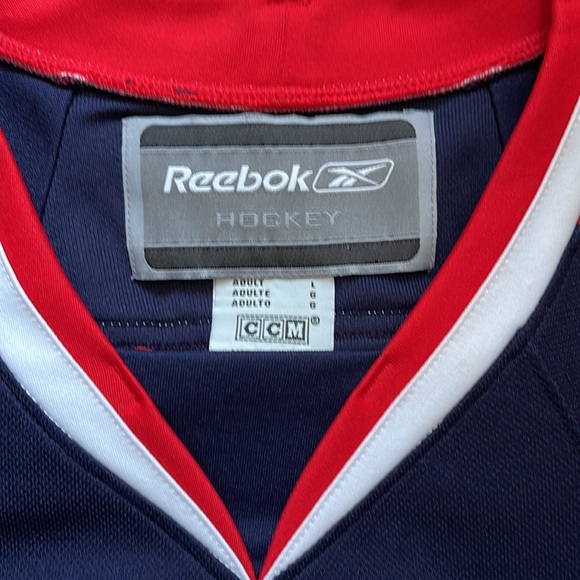 Reebok
HOCKEY
ADULT L
ADULTE G
ADULTO G
CCM®